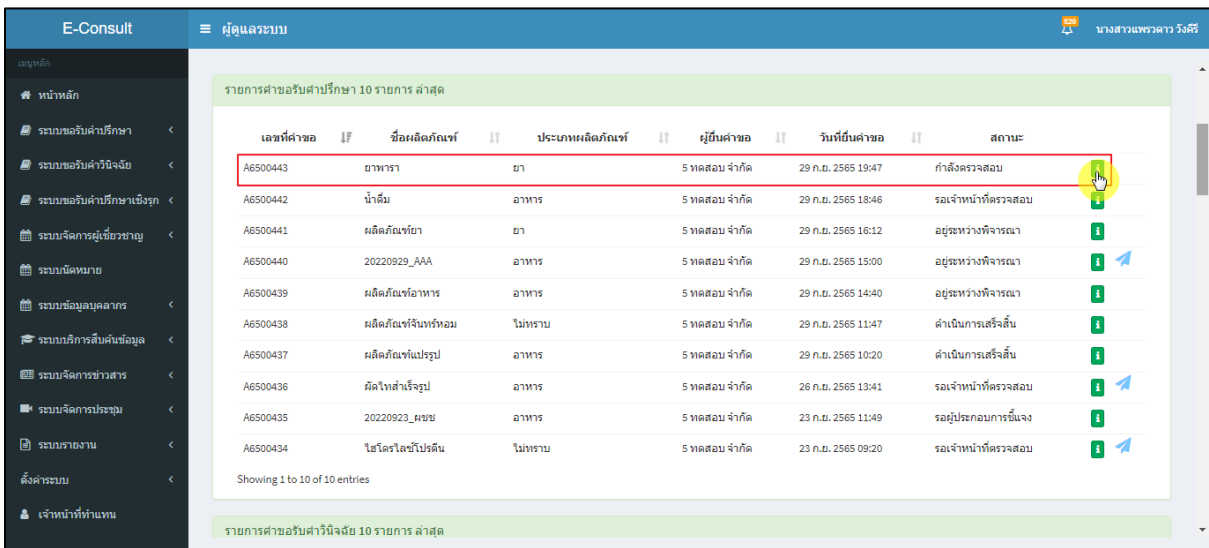 E-Consult
ผู้ดูแลระบบ
820
นางสาวแพรวดาว วังคีรี
เมนูหลัก
หน้าหลัก
ระบบขอรับคำปรึกษา
ระบบขอรับคำวินิจฉัย
ระบบขอรับคำปรึกษาเชิงรุก
ระบบจัดการผู้เชี่ยวชาญ
ระบบนัดหมาย
ระบบข้อมูลบุคลากร
ระบบบริการสืบค้นข้อมูล
ระบบจัดการข่าวสาร
ระบบจัดการประชุม
ระบบรายงาน
ตั้งค่าระบบ
เจ้าหน้าที่ทำแทน
รายการคำขอรับคำปรึกษา 10 รายการ ล่าสุด
เลขที่คำขอ ชื่อผลิตภัณฑ์ ประเภทผลิตภัณฑ์ ผู้ยื่นคำขอ วันที่ยื่นคำขอ สถานะ
A6500443 ยาพารา ยา 5 ทดสอบ จำกัด 29 ก.ย. 2565 19:47 กำลังตรวจสอบ
A6500442 น้ำดื่ม อาหาร 5 ทดสอบ จำกัด 29 ก.ย. 2565 18:46 รอเจ้าหน้าที่ตรวจสอบ
A6500441 ผลิตภัณฑ์ยา ยา 5 ทดสอบ จำกัด 29 ก.ย. 2565 16:12 อยู่ระหว่างพิจารณา
A6500440 20220929_AAA อาหาร 5 ทดสอบ จำกัด 29 ก.ย. 2565 15:00 อยู่ระหว่างพิจารณา
A6500439 ผลิตภัณฑ์อาหาร อาหาร 5 ทดสอบ จำกัด 29 ก.ย. 2565 14:40 อยู่ระหว่างพิจารณา
A6500438 ผลิตภัณฑ์จันทร์หอม ไม่ทราบ 5 ทดสอบ จำกัด 29 ก.ย. 2565 11:47 ดำเนินการเสร็จสิ้น
A6500437 ผลิตภัณฑ์แปรรูป อาหาร 5 ทดสอบ จำกัด 29 ก.ย. 2565 10:20 ดำเนินการเสร็จสิ้น
A6500436 ผัดไทสำเร็จรูป อาหาร 5 ทดสอบ จำกัด 26 ก.ย. 2565 13:41 รอเจ้าหน้าที่ตรวจสอบ
A6500435 20220923_ผชช อาหาร 5 ทดสอบ จำกัด 23 ก.ย. 2565 11:49 รอผู้ประกอบการชี้แจง
A6500434 ไฮโดรไลซ์โปรตีน ไม่ทราบ 5 ทดสอบ จำกัด 23 ก.ย. 2565 09:20 รอเจ้าหน้าที่ตรวจสอบ
Showing 1 to 10 of 10 entries
รายการคำขอรับคำวินิจฉัย 10 รายการ ล่าสุด